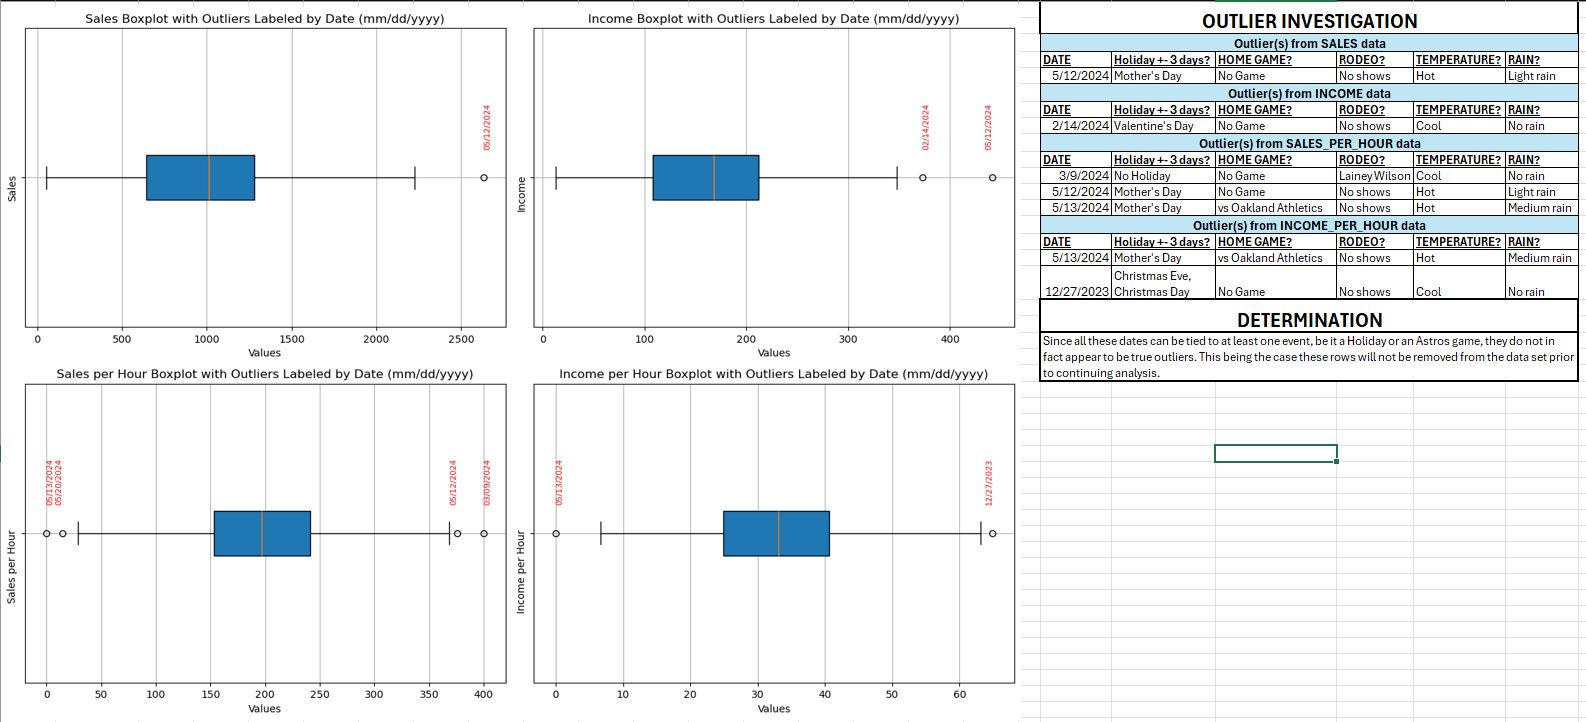 Sales Boxplot with Outliers Labeled by Date (mm/dd/yyyy)
05/12/2024
Sales
0 500 1000 1500 2000 2500
Values
Income Boxplot with Outliers Labeled by Date (mm/dd/yyyy)
02/14/2024
05/12/2024
Income
0 100 200 300 400
Values
Sales per Hour Boxplot with Outliers Labeled by Date (mm/dd/yyyy)
05/13/2024
05/20/2024
05/12/2024
03/09/2024
Sales per Hour
0 50 100 150 200 250 300 350 400
Values
Income per Hour Boxplot with Outliers Labeled by Date (mm/dd/yyyy)
05/13/2024
12/27/2023
Income per Hour
0 10 20 30 40 50 60
Values
OUTLIER INVESTIGATION
Outlier(s) from SALES data
DATE Holiday +- 3 days? HOME GAME? RODEO? TEMPERATURE? RAIN?
5/12/2024 Mother's Day No Game No shows Hot Light rain
Outlier(s) from INCOME data
DATE Holiday +- 3 days? HOME GAME? RODEO? TEMPERATURE? RAIN?
2/14/2024 Valentine's Day No Game No shows Cool No rain
Outlier(s) from SALES_PER_HOUR data
DATE Holiday +- 3 days? HOME GAME? RODEO? TEMPERATURE? RAIN?
3/9/2024 No Holiday No Game Lainey Wilson Cool No rain
5/12/2024 Mother's Day No Game No shows Hot Light rain
5/13/2024 Mother's Day vs Oakland Athletics No shows Hot Medium rain
Outlier(s) from INCOME_PER_HOUR data
DATE Holiday +- 3 days? HOME GAME? RODEO? TEMPERATURE? RAIN?
5/13/2024 Mother's Day vs Oakland Athletics No shows Hot Medium rain
Christmas Eve,
12/27/2023 Christmas Day No Game No shows Cool No rain
DETERMINATION
Since all these dates can be tied to at least one event, be it a Holiday or an Astros game, they do not in
fact appear to be true outliers. This being the case these rows will not be removed from the data set prior
to continuing analysis.